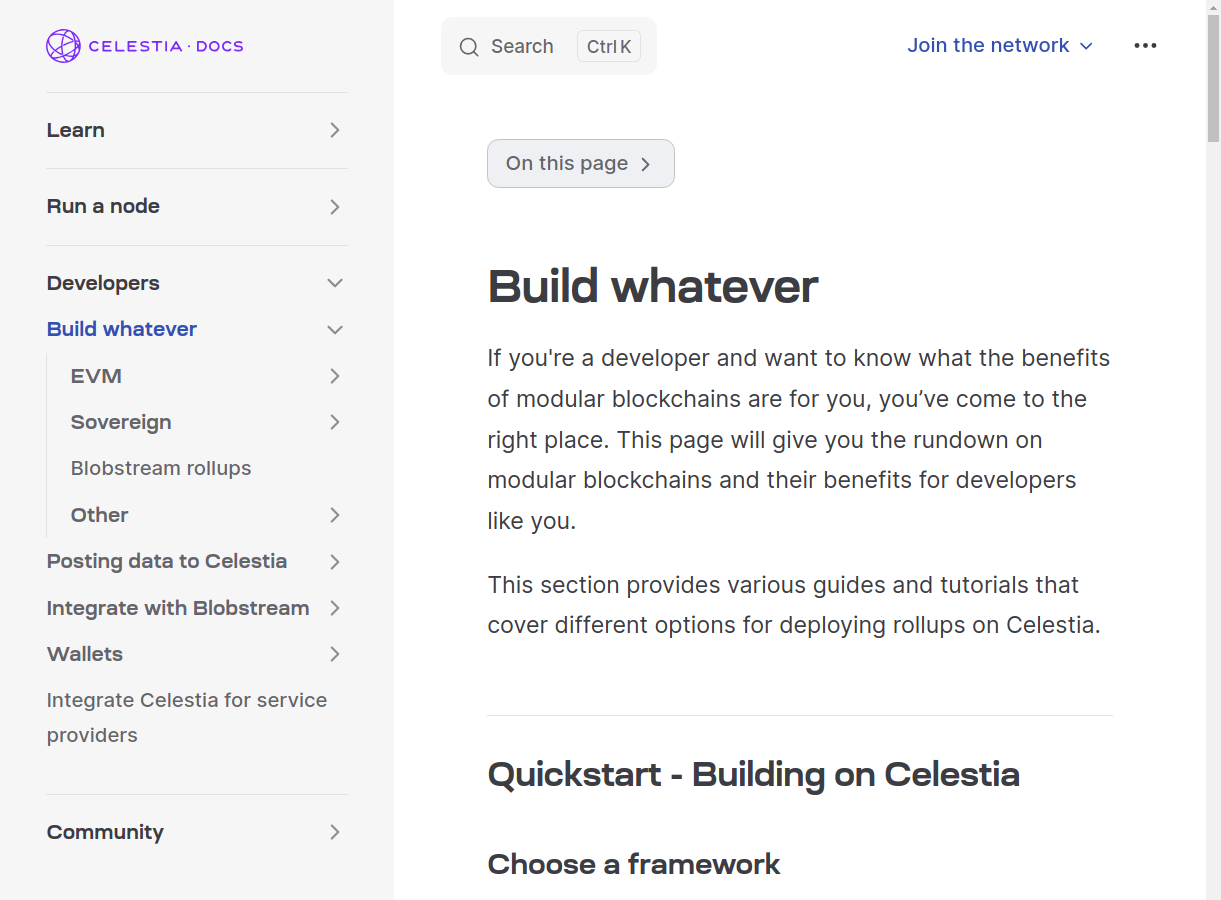 CELESTIA · DOCS
Learn
Run a node
Developers
Build whatever
EVM
Sovereign
Blobstream rollups
Other
Posting data to Celestia
Integrate with Blobstream
Wallets
Integrate Celestia for service
providers
Community
Search
Ctrl K
Join the network
On this page
Build whatever
If you're a developer and want to know what the benefits
of modular blockchains are for you, you’ve come to the
right place. This page will give you the rundown on
modular blockchains and their benefits for developers
like you.
This section provides various guides and tutorials that
cover different options for deploying rollups on Celestia.
Quickstart - Building on Celestia
Choose a framework